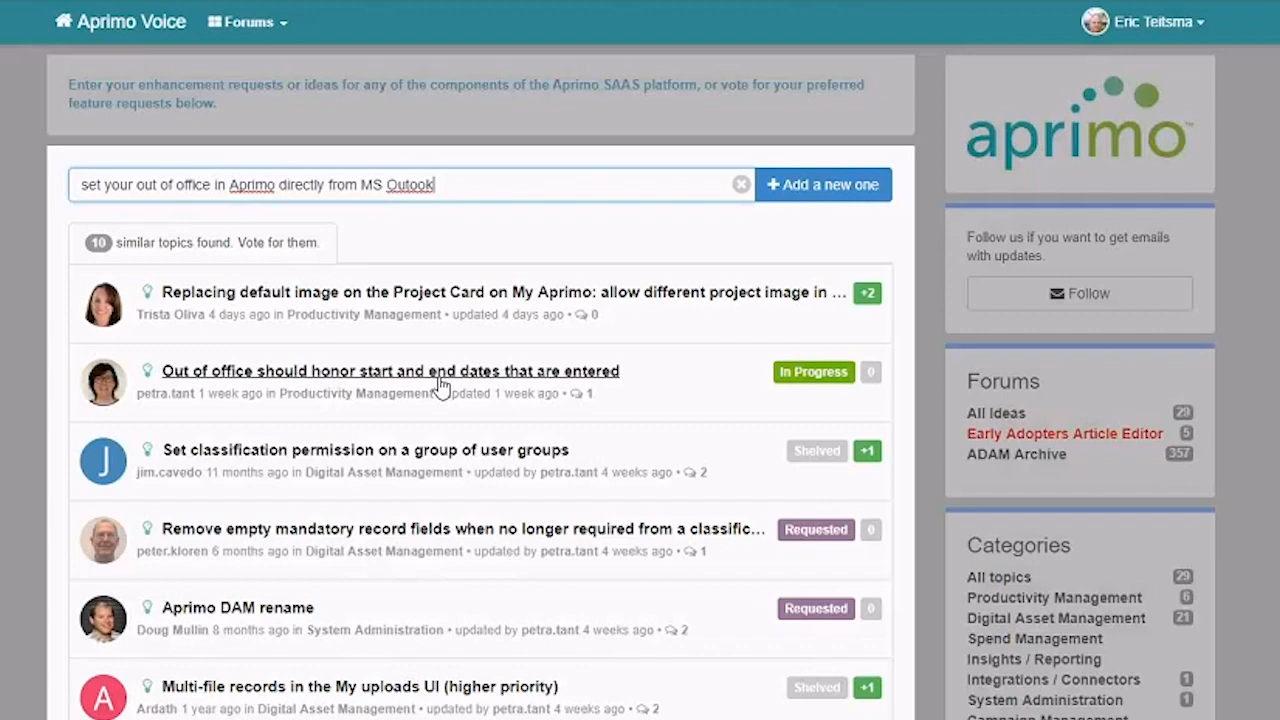 Aprimo Voice Forums Eric Teitsma
Enter your enhancement requests or ideas for any of the components of the Aprimo SAAS platform, or vote for your preferred
feature requests below.
set your out of office in Aprimo directly from MS Outook
Add a new one
10 similar topics found. Vote for them.
Replacing default image on the Project Card on My Aprimo: allow different project image in ... +2
Trista Oliva 4 days ago in Productivity Management • updated 4 days ago • 0
Out of office should honor start and end dates that are entered In Progress 0
petra.tant 1 week ago in Productivity Management updated 1 week ago • 1
J
Set classification permission on a group of user groups Shelved +1
jim.cavedo 11 months ago in Digital Asset Management • updated by petra.tant 4 weeks ago • 2
Remove empty mandatory record fields when no longer required from a classific... Requested 0
peter.kloren 6 months ago in Digital Asset Management • updated by petra.tant 4 weeks ago • 1
Aprimo DAM rename Requested 0
Doug Mullin 8 months ago in System Administration • updated by petra.tant 4 weeks ago • 2
A
Multi-file records in the My uploads UI (higher priority) Shelved +1
Ardath 1 year ago in Digital Asset Management • updated by petra.tant 4 weeks ago • 2
aprimo™
Follow us if you want to get emails
with updates.
Follow
Forums
All Ideas 29
Early Adopters Article Editor 5
ADAM Archive 357
Categories
All topics 29
Productivity Management 6
Digital Asset Management 21
Spend Management
Insights / Reporting
Integrations / Connectors 1
System Administration 1
Campaign Management